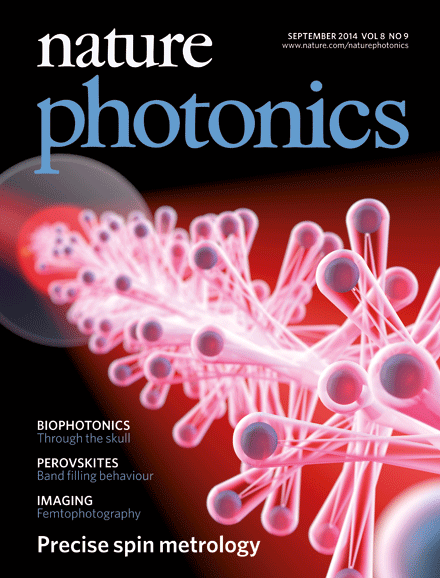 nature
SEPTEMBER 2014 VOL 8 NO 9
www.nature.com/naturephotonics
photonics
BIOPHOTONICS
Through the skull
PEROVSKITES
Band filling behaviour
IMAGING
Femtophotography
Precise spin metrology